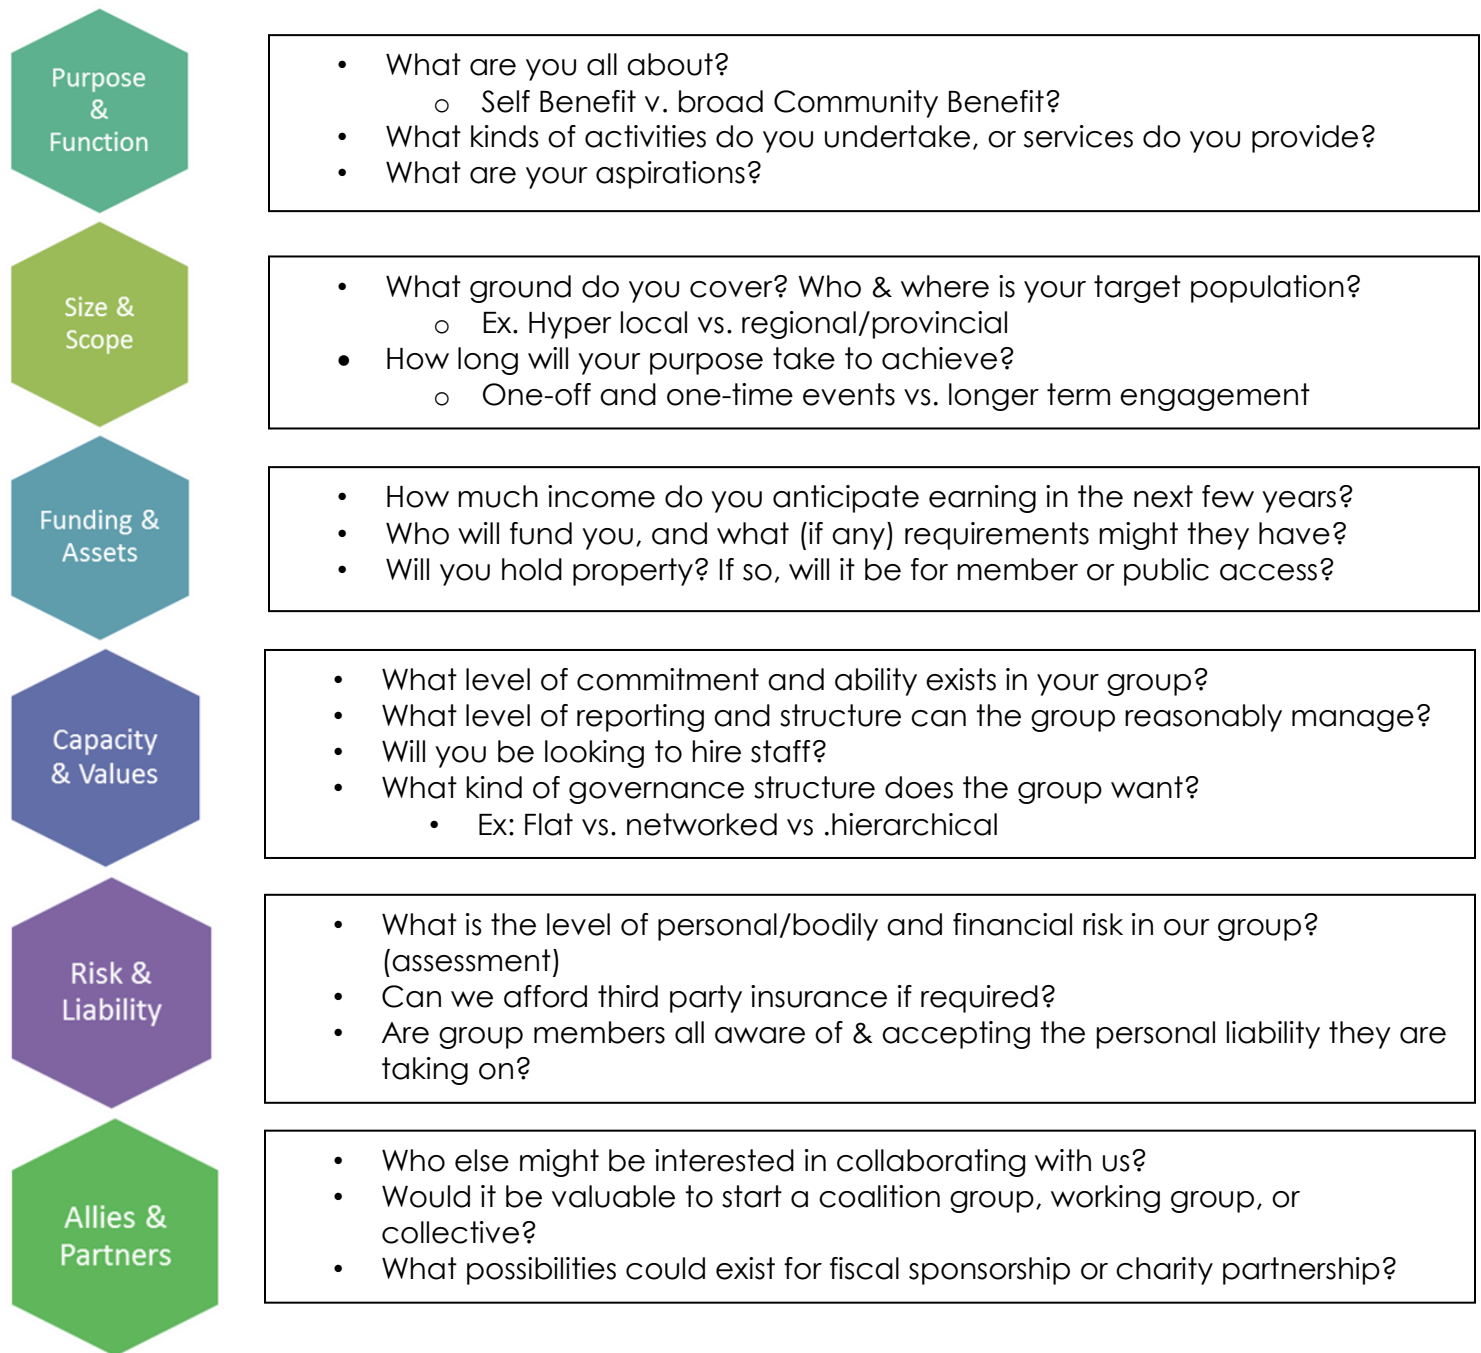 Purpose
&
Function
• What are you all about?
o Self Benefit v. broad Community Benefit?
• What kinds of activities do you undertake, or services do you provide?
• What are your aspirations?
Size &
Scope
• What ground do you cover? Who & where is your target population?
o Ex. Hyper local vs. regional/provincial
• How long will your purpose take to achieve?
o One-off and one-time events vs. longer term engagement
Funding &
Assets
• How much income do you anticipate earning in the next few years?
• Who will fund you, and what (if any) requirements might they have?
• Will you hold property? If so, will it be for member or public access?
Capacity
& Values
• What level of commitment and ability exists in your group?
• What level of reporting and structure can the group reasonably manage?
• Will you be looking to hire staff?
• What kind of governance structure does the group want?
• Ex: Flat vs. networked vs .hierarchical
Risk &
Liability
• What is the level of personal/bodily and financial risk in our group?
(assessment)
• Can we afford third party insurance if required?
• Are group members all aware of & accepting the personal liability they are
taking on?
Allies &
Partners
• Who else might be interested in collaborating with us?
• Would it be valuable to start a coalition group, working group, or
collective?
• What possibilities could exist for fiscal sponsorship or charity partnership?